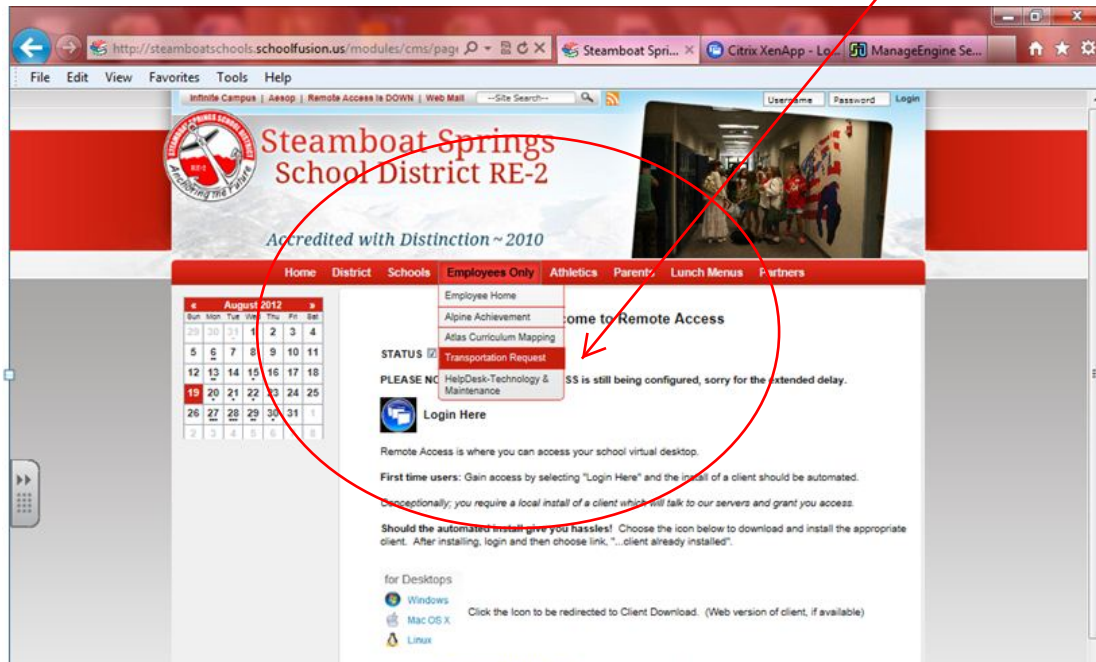 http://steamboatschools.schoolfusion.us/modules/cms/page
Steamboat Spri...
Citrix XenApp - Lo...
ManageEngine Se...
File Edit View Favorites Tools Help
Infinite Campus | Aesop | Remote Access is DOWN | Web Mail --Site Search-- Username Password Login
STEAMBOAT SPRINGS SCHOOL DISTRICT
RE-2
Anchoring the Future
Steamboat Springs
School District RE-2
Accredited with Distinction ~ 2010
Home District Schools Employees Only Athletics Parents Lunch Menus Partners
Employee Home
Alpine Achievement
Atlas Curriculum Mapping
Transportation Request
HelpDesk-Technology &
Maintenance
« August 2012 »
Sun Mon Tue Wed Thu Fri Sat
29 30 31 1 2 3 4
5 6 7 8 9 10 11
12 13 14 15 16 17 18
19 20 21 22 23 24 25
26 27 28 29 30 31 1
2 3 4 5 6 7 8
come to Remote Access
STATUS
PLEASE NO SS is still being configured, sorry for the extended delay.
Login Here
Remote Access is where you can access your school virtual desktop.
First time users: Gain access by selecting "Login Here" and the install of a client should be automated.
Conceptionally; you require a local install of a client which will talk to our servers and grant you access.
Should the automated install give you hassles! Choose the icon below to download and install the appropriate
client. After installing, login and then choose link, "...client already installed".
for Desktops
Windows
Mac OS X
Linux
Click the Icon to be redirected to Client Download. (Web version of client, if available)